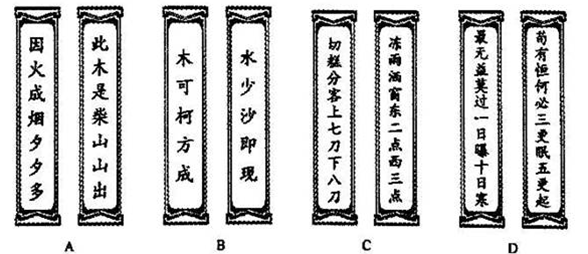 此木是柴山山出
因火成烟夕夕多
A
水少沙即现
木可柯方成
B
冻雨洒窗东二点西三点
切糕分客上七刀下八刀
C
苟有恒何必三更眠五更起
最无益莫过一日曝十日寒
D